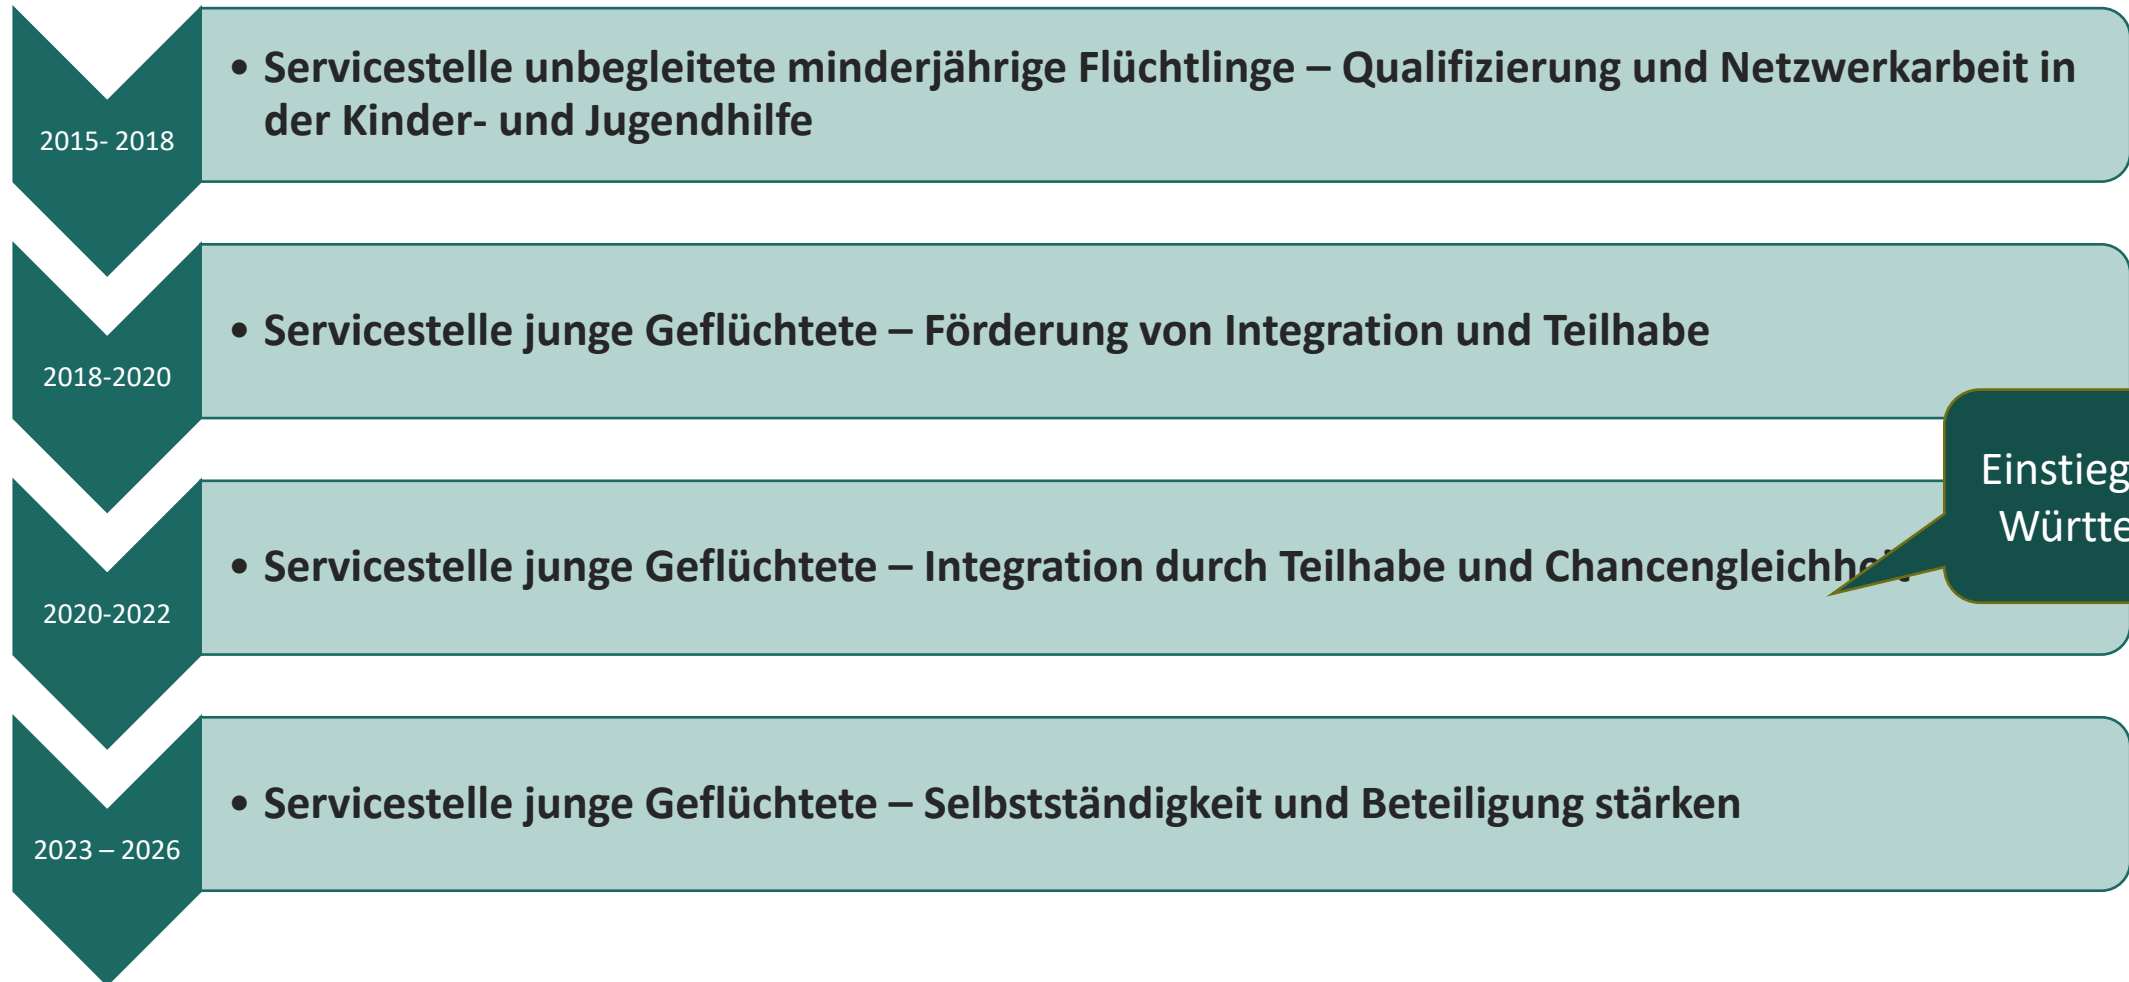 2015- 2018
• Servicestelle unbegleitete minderjährige Flüchtlinge – Qualifizierung und Netzwerkarbeit in
der Kinder- und Jugendhilfe
2018-2020
• Servicestelle junge Geflüchtete – Förderung von Integration und Teilhabe
Einstieg
Württe
2020-2022
• Servicestelle junge Geflüchtete – Integration durch Teilhabe und Chancengleichheit
2023 – 2026
• Servicestelle junge Geflüchtete – Selbstständigkeit und Beteiligung stärken